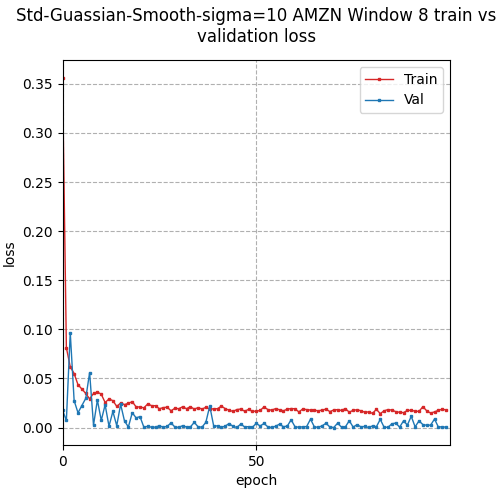 Std-Guassian-Smooth-sigma=10 AMZN Window 8 train vs
validation loss
Train
Val
0.35
0.30
0.25
0.20
0.15
0.10
0.05
0.00
loss
0
50
epoch